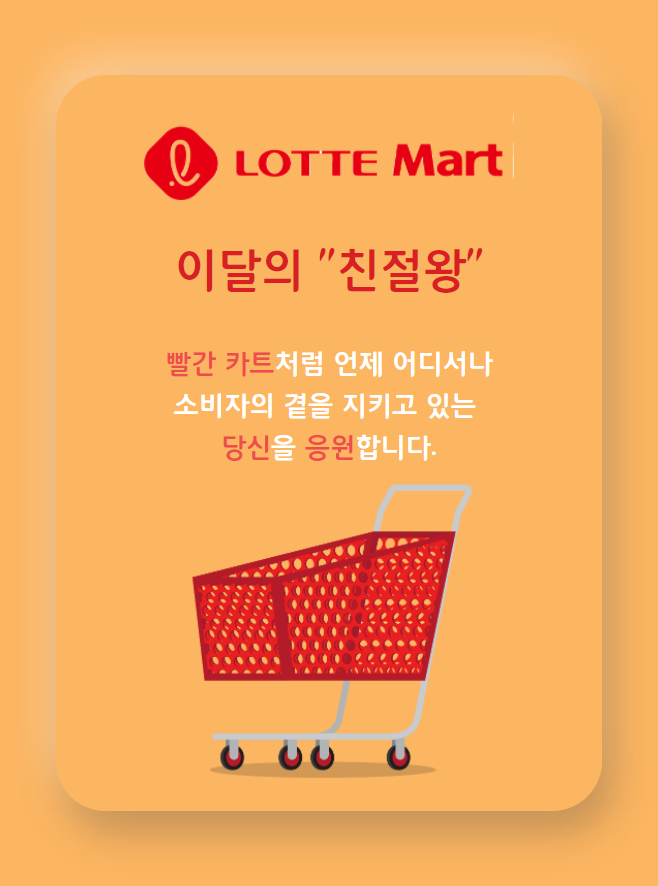 LOTTE Mart
이달의 "친절왕"
빨간 카트처럼 언제 어디서나
소비자의 곁을 지키고 있는
당신을 응원합니다.